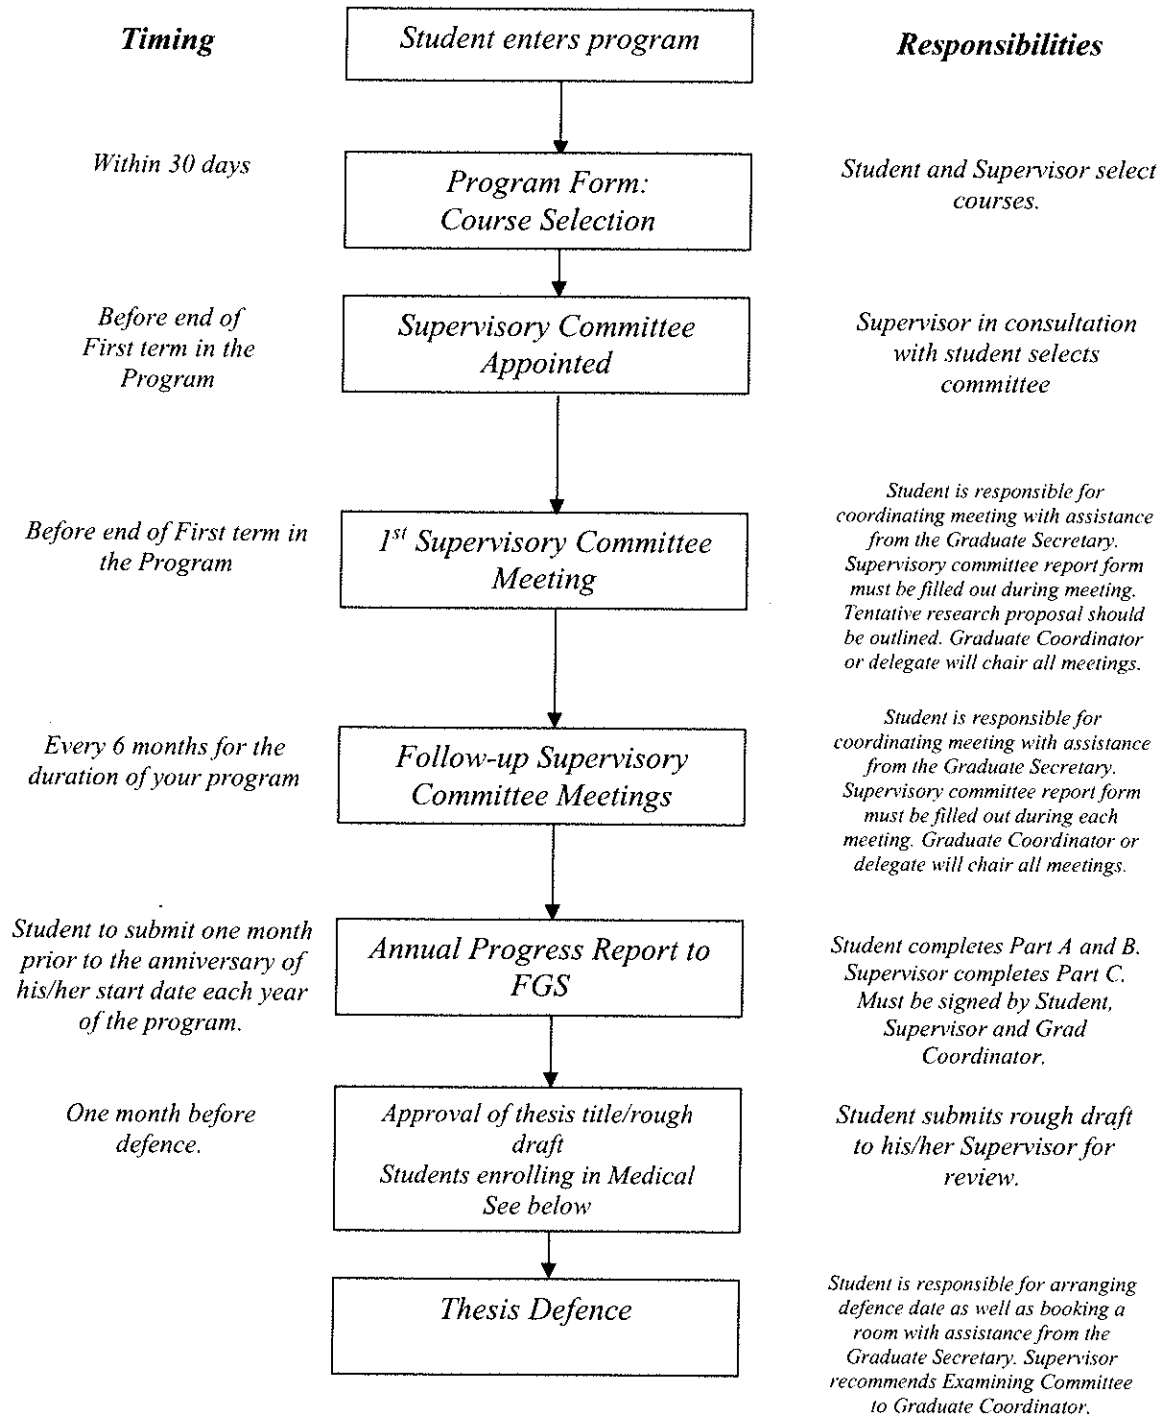 Timing
Student enters program
Responsibilities
Within 30 days
Program Form:
Course Selection
Student and Supervisor select
courses.
Before end of
First term in the
Program
Supervisory Committee
Appointed
Supervisor in consultation
with student selects
committee
Before end of First term in
the Program
1st Supervisory Committee
Meeting
Student is responsible for
coordinating meeting with assistance
from the Graduate Secretary.
Supervisory committee report form
must be filled out during meeting.
Tentative research proposal should
be outlined. Graduate Coordinator
or delegate will chair all meetings.
Every 6 months for the
duration of your program
Follow-up Supervisory
Committee Meetings
Student is responsible for
coordinating meeting with assistance
from the Graduate Secretary.
Supervisory committee report form
must be filled out during each
meeting. Graduate Coordinator or
delegate will chair all meetings.
Student to submit one month
prior to the anniversary of
his/her start date each year
of the program.
Annual Progress Report to
FGS
Student completes Part A and B.
Supervisor completes Part C.
Must be signed by Student,
Supervisor and Grad
Coordinator.
One month before
defence.
Approval of thesis title/rough
draft
Students enrolling in Medical
See below
Student submits rough draft
to his/her Supervisor for
review.
Thesis Defence
Student is responsible for arranging
defence date as well as booking a
room with assistance from the
Graduate Secretary. Supervisor
recommends Examining Committee
to Graduate Coordinator.